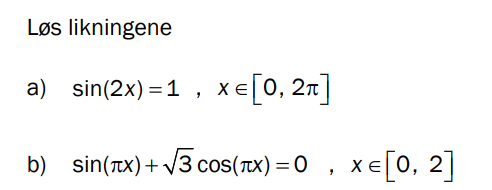 Løs likningene
a) sin(2x) = 1 , x ∈ [0, 2π]
b) sin(πx) + √3 cos(πx) = 0 , x ∈ [0, 2]